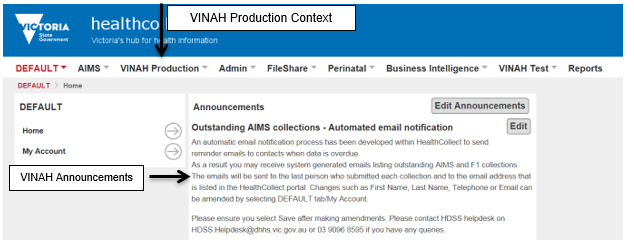 VINAH Production Context
VICTORIA
State
Government
healthco
Victoria's hub for health information
DEFAULT AIMS VINAH Production Admin FileShare Perinatal Business Intelligence VINAH Test Reports
DEFAULT > Home
DEFAULT
Home
My Account
Announcements
Edit Announcements
Outstanding AIMS collections - Automated email notification
Edit
An automatic email notification process has been developed within HealthCollect to send
reminder emails to contacts when data is overdue.
As a result you may receive system generated emails listing outstanding AIMS and F1 collections.
VINAH Announcements
The emails will be sent to the last person who submitted each collection and to the email address that
is listed in the HealthCollect portal. Changes such as First Name, Last Name, Telephone or Email can
be amended by selecting DEFAULT tab/My Account.
Please ensure you select Save after making amendments. Please contact HDSS helpdesk on
HDSS.Helpdesk@dhhs.vic.gov.au or 03 9096 8595 if you have any queries.